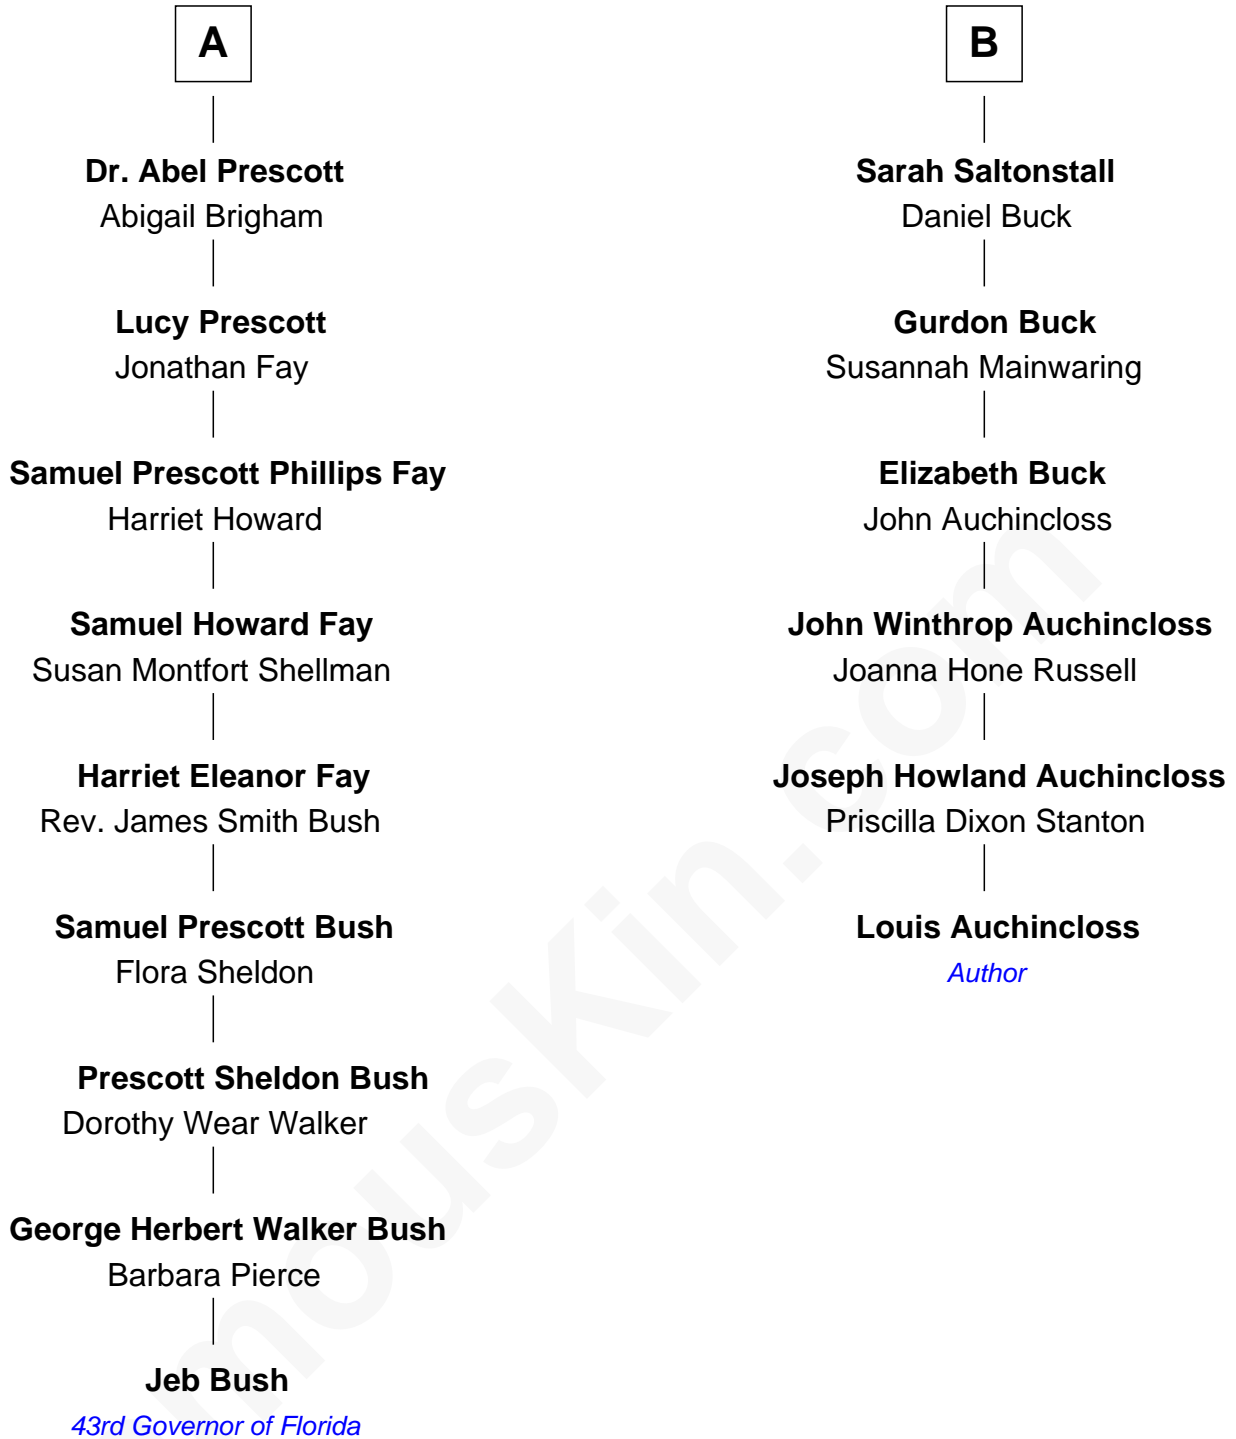 A
Dr. Abel Prescott
Abigail Brigham
Lucy Prescott
Jonathan Fay
Samuel Prescott Phillips Fay
Harriet Howard
Samuel Howard Fay
Susan Montfort Shellman
Harriet Eleanor Fay
Rev. James Smith Bush
Samuel Prescott Bush
Flora Sheldon
Prescott Sheldon Bush
Dorothy Wear Walker
George Herbert Walker Bush
Barbara Pierce
Jeb Bush
43rd Governor of Florida
B
Sarah Saltonstall
Daniel Buck
Gurdon Buck
Susannah Mainwaring
Elizabeth Buck
John Auchincloss
John Winthrop Auchincloss
Joanna Hone Russell
Joseph Howland Auchincloss
Priscilla Dixon Stanton
Louis Auchincloss
Author
mousKin.com